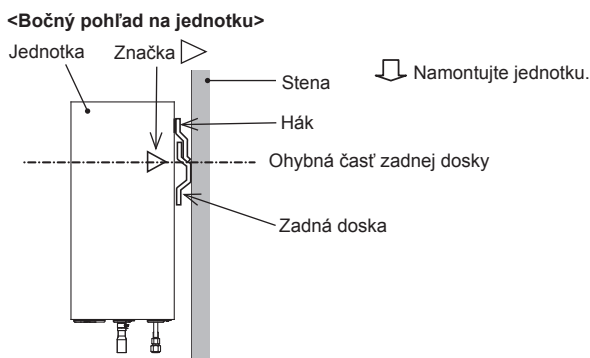 <Bočný pohľad na jednotku>
Jednotka
Značka
Stena
Namontujte jednotku.
Hák
Ohybná časť zadnej dosky
Zadná doska